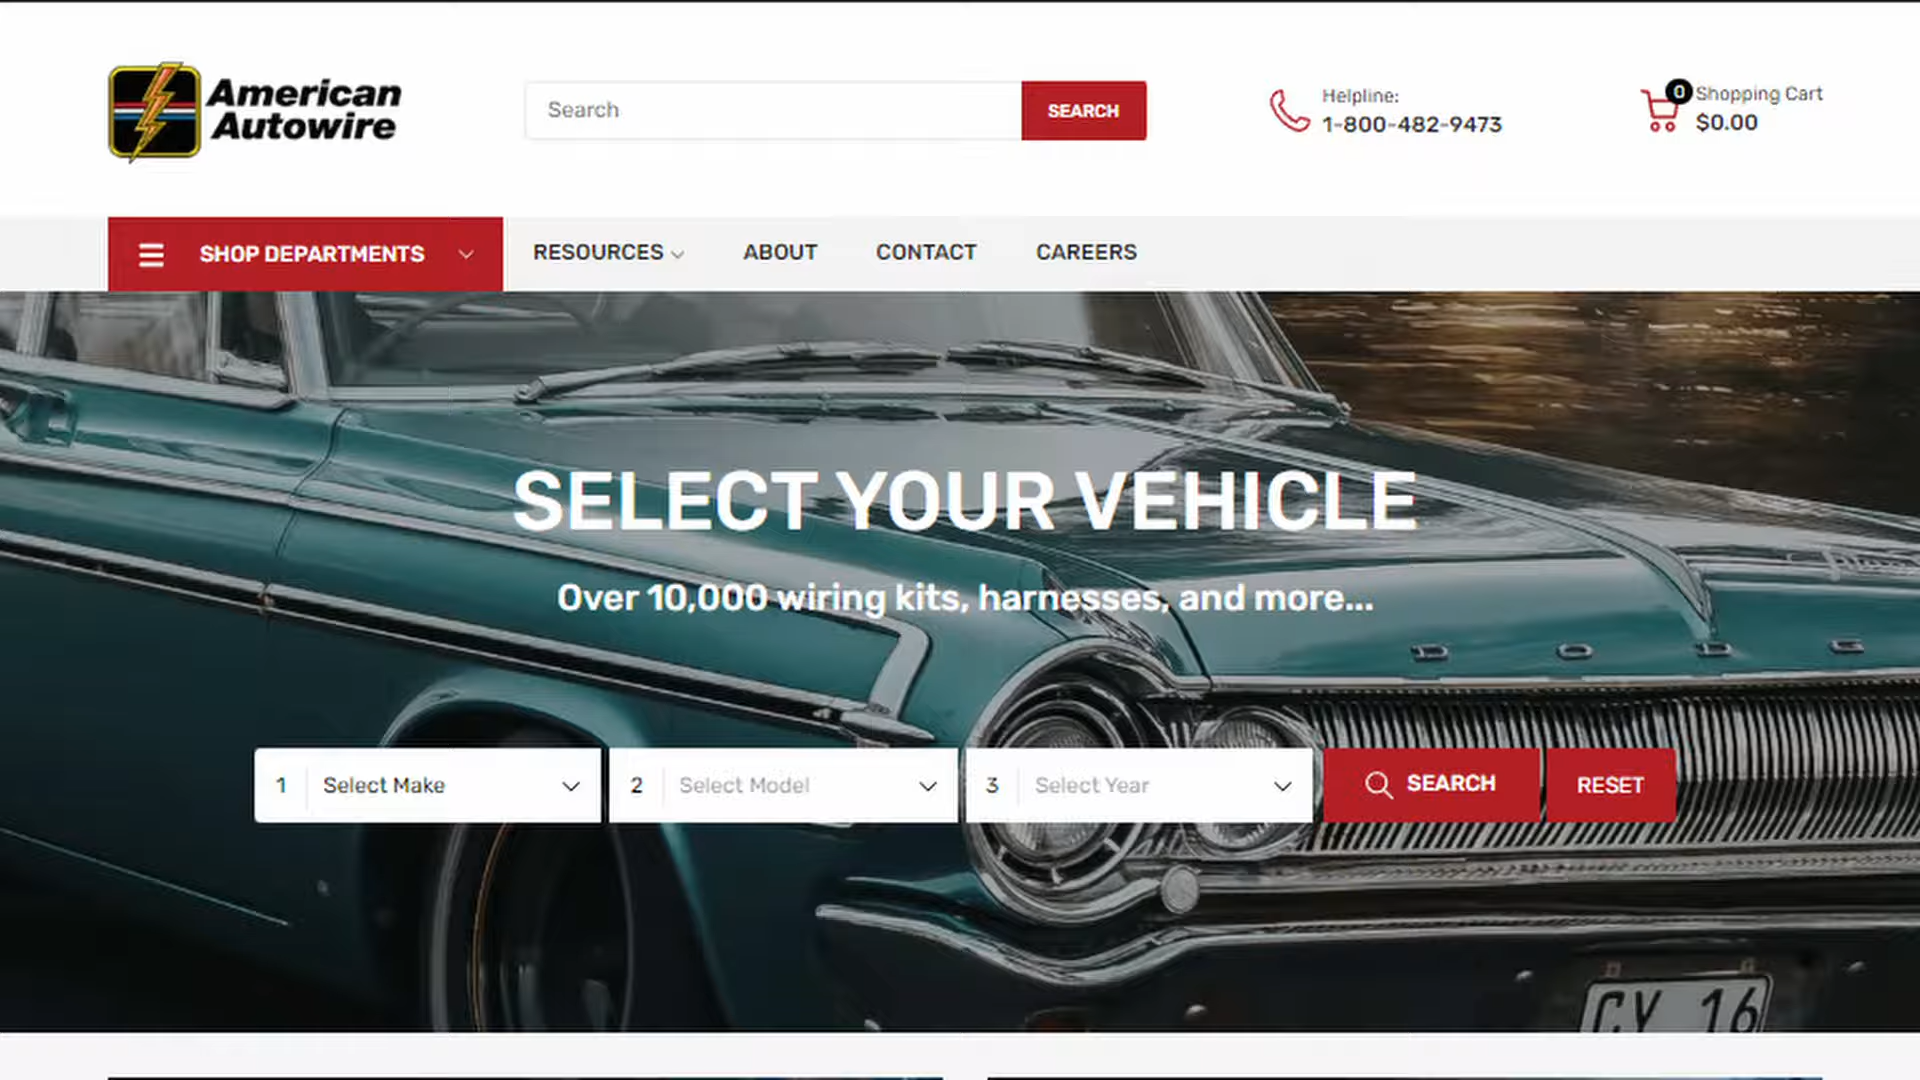 American
Autowire
Search
SEARCH
Helpline:
1-800-482-9473
0
Shopping Cart
$0.00
SHOP DEPARTMENTS
RESOURCES
ABOUT
CONTACT
CAREERS
SELECT YOUR VEHICLE
Over 10,000 wiring kits, harnesses, and more...
D O D G
1
Select Make
2
Select Model
3
Select Year
SEARCH
RESET
CY 16